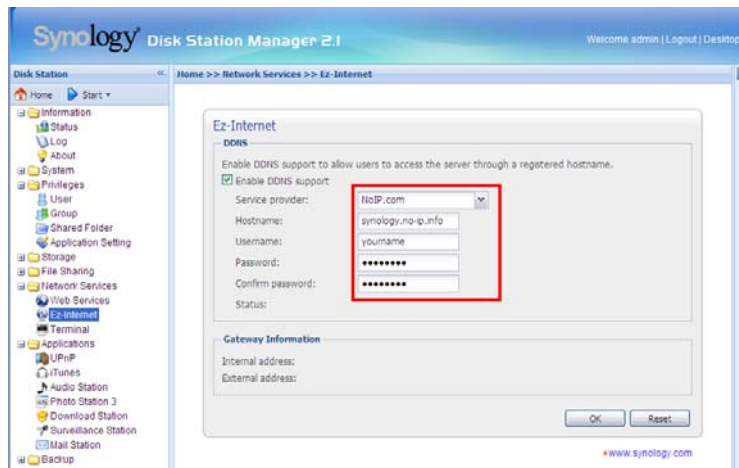 Synology Disk Station Manager 2.1
Welcome admin | Logout | Desktop
Disk Station «
Home >> Network Services >> Ez-Internet
Home Start
Information
Status
Log
About
System
Privileges
User
Group
Shared Folder
Application Setting
Storage
File Sharing
Network Services
Web Services
Ez-Internet
Terminal
Applications
UPnP
iTunes
Audio Station
Photo Station 3
Download Station
Surveillance Station
Mail Station
Backup
Ez-Internet
DDNS
Enable DDNS support to allow users to access the server through a registered hostname.
Enable DDNS support
Service provider: NoIP.com
Hostname: synology.no-ip.info
Username: yourname
Password: ●●●●●●●●
Confirm password: ●●●●●●●●
Status:
Gateway Information
Internal address:
External address:
OK Reset
www.synology.com